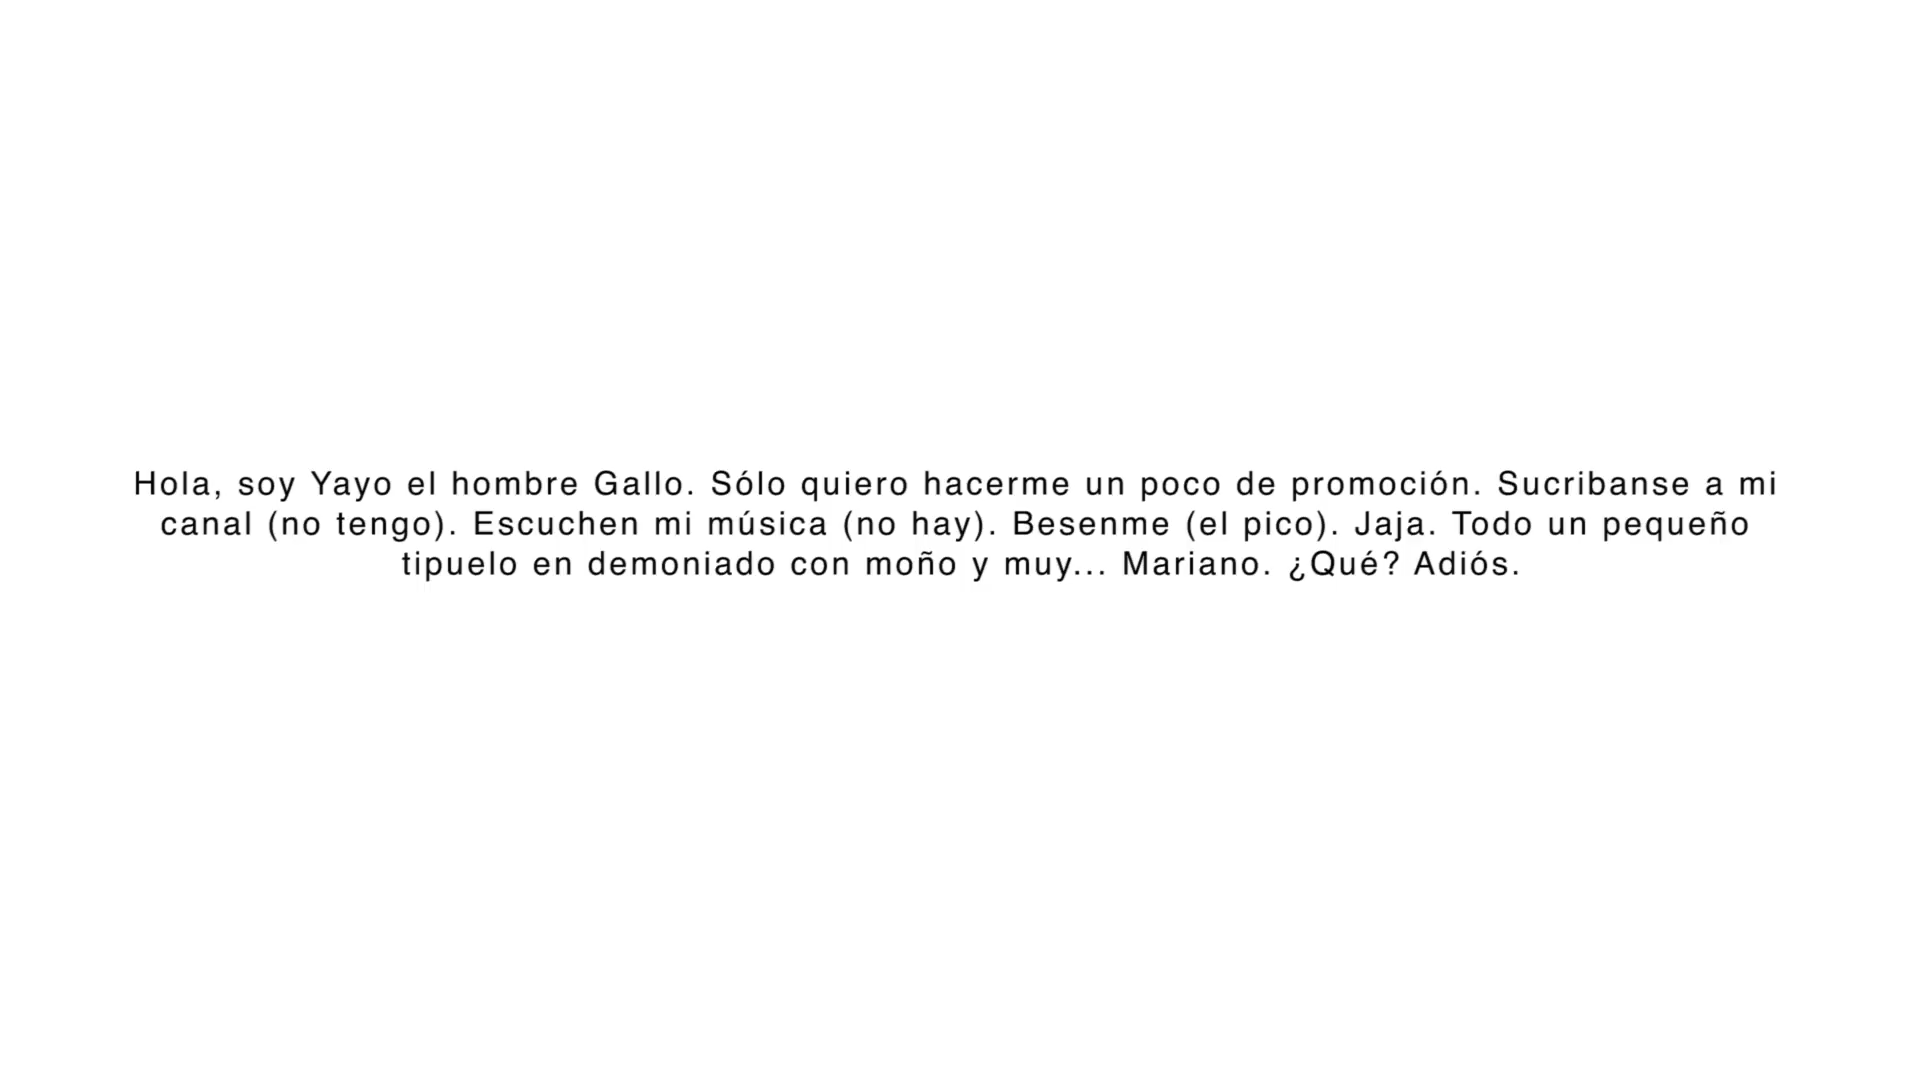 Hola, soy Yayo el hombre Gallo. Sólo quiero hacerme un poco de promoción. Sucribanse a mi
canal (no tengo). Escuchen mi música (no hay). Besenme (el pico). Jaja. Todo un pequeño
tipuelo en demoniado con moño y muy... Mariano. ¿Qué? Adiós.